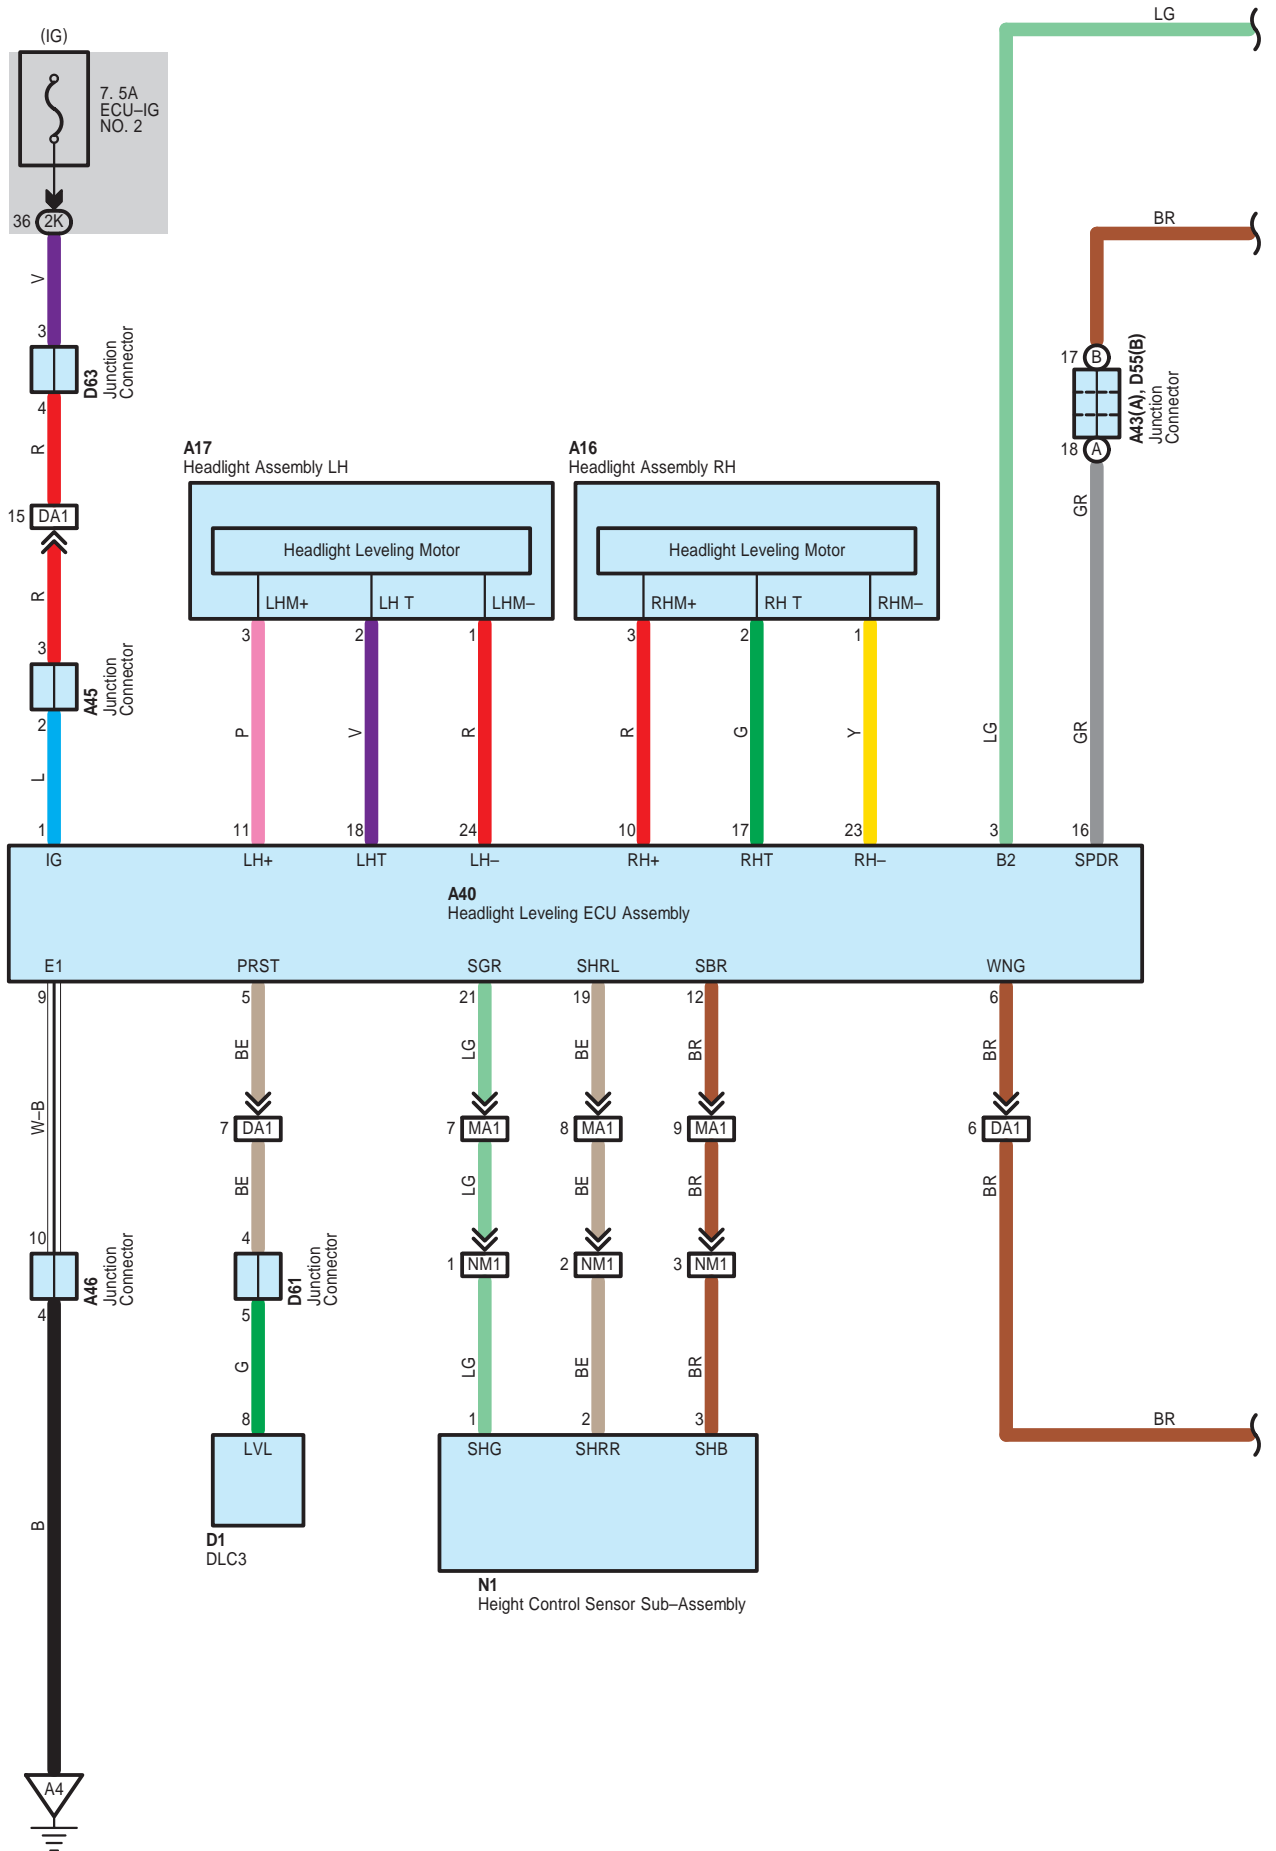 (IG)
7. 5A
ECU–IG
NO. 2
36 2K
LG
BR
V
3
D63
Junction
Connector
4
R
15 DA1
R
3
A45
Junction
Connector
2
L
1
17 B
A43(A), D55(B)
Junction
Connector
18 A
GR
GR
LG
A17
Headlight Assembly LH
Headlight Leveling Motor
LHM+ LH T LHM–
3 2 1
P V R
11 18 24
A16
Headlight Assembly RH
Headlight Leveling Motor
RHM+ RH T RHM–
3 2 1
R G Y
10 17 23 3 16
IG LH+ LHT LH– RH+ RHT RH– B2 SPDR
A40
Headlight Leveling ECU Assembly
E1 PRST SGR SHRL SBR WNG
9 5 21 19 12 6
W–B BE LG BE BR BR
7 DA1 7 MA1 8 MA1 9 MA1 6 DA1
BE LG BE BR BR
10 4
A46
Junction
Connector
D61
Junction
Connector
1 NM1 2 NM1 3 NM1
4 5
G LG BE BR
8 1 2 3
BR
LVL SHG SHRR SHB
B
D1
DLC3
N1
Height Control Sensor Sub–Assembly
A4